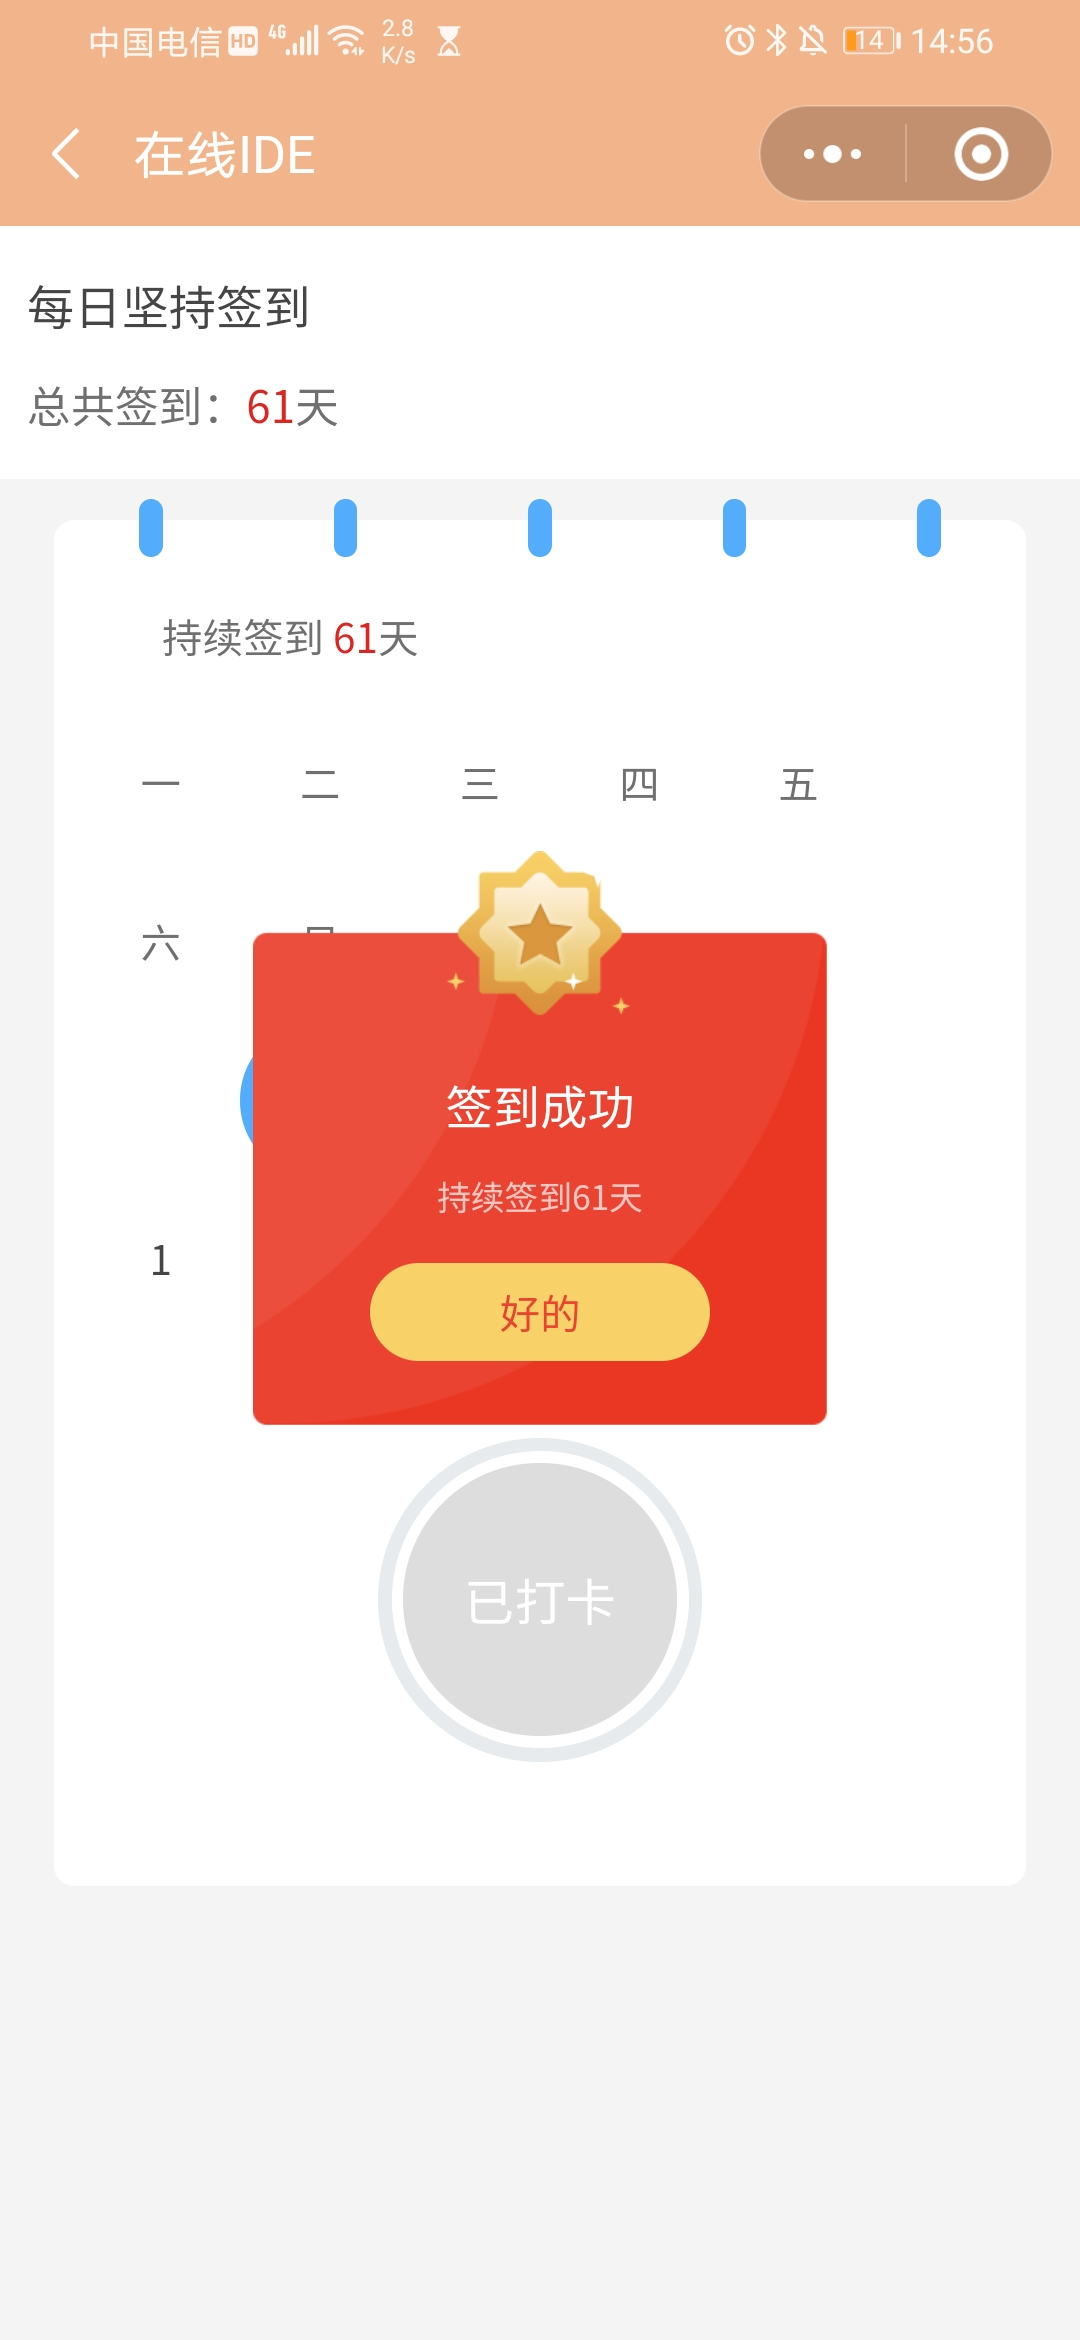 中国电信 HD 4G 2.8 K/s 14 14:56
在线IDE
每日坚持签到
总共签到：61天
持续签到 61天
一 二 三 四 五
六
签到成功
持续签到61天
1
好的
已打卡